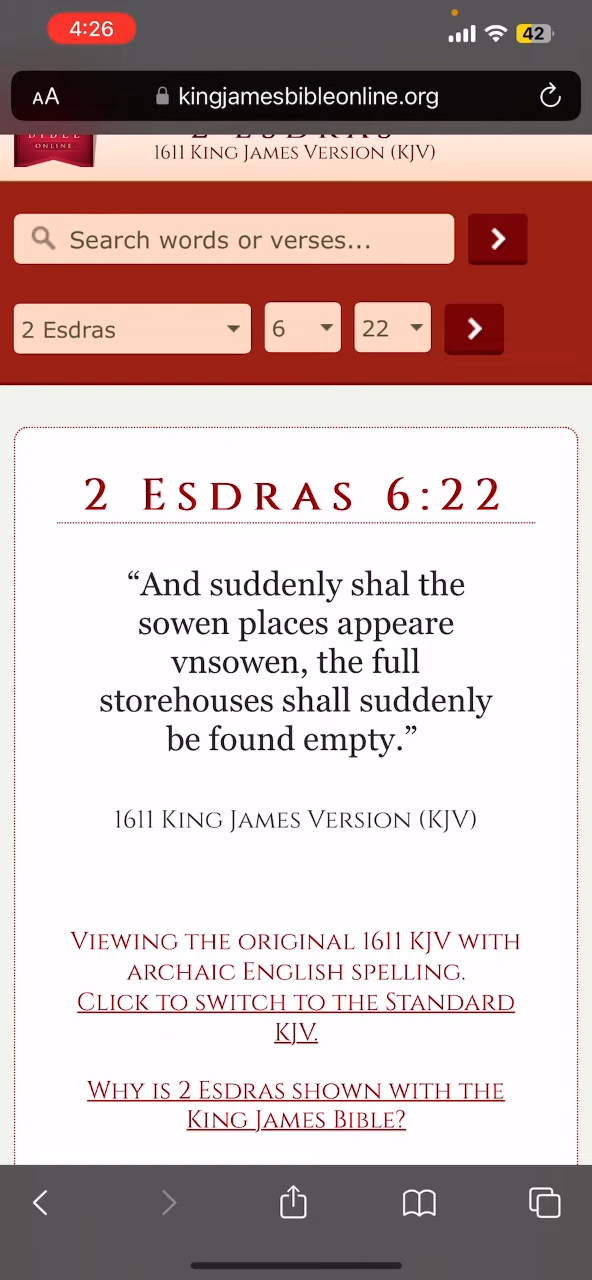 4:26
42
AA
kingjamesbibleonline.org
ONLINE
1611 King James Version (KJV)
Search words or verses...
2 Esdras
6
22
2 Esdras 6:22
“And suddenly shal the
sowen places appeare
vnsowen, the full
storehouses shall suddenly
be found empty.”
1611 King James Version (KJV)
Viewing the original 1611 KJV with
archaic English spelling.
Click to switch to the Standard
KJV.
Why is 2 Esdras shown with the
King James Bible?